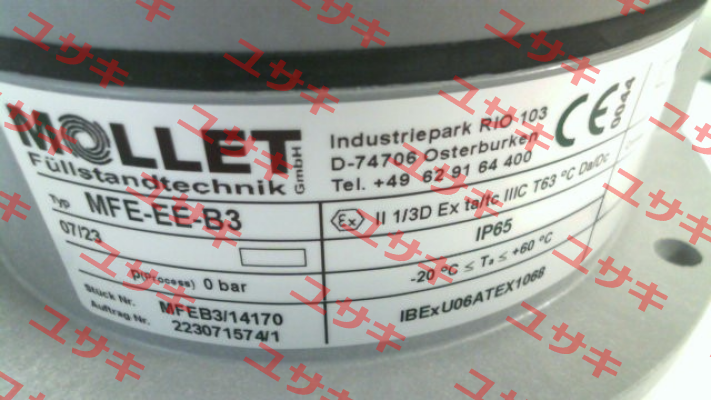 MOLLET
Füllstandtechnik GmbH
Industriepark RIO 103
D-74706 Osterburken
Tel. +49 62 91 64 400
CE 0044
Typ MFE-EE-B3
07/23
p(Process) 0 bar
Stück Nr. MFEB3/14170
Auftrag Nr. 223071574/1
Ex II 1/3D Ex ta/tc IIIC T63 °C Da/Dc
IP65
-20 °C ≤ Ta ≤ +60 °C
IBExU06ATEX1068
ユサキ